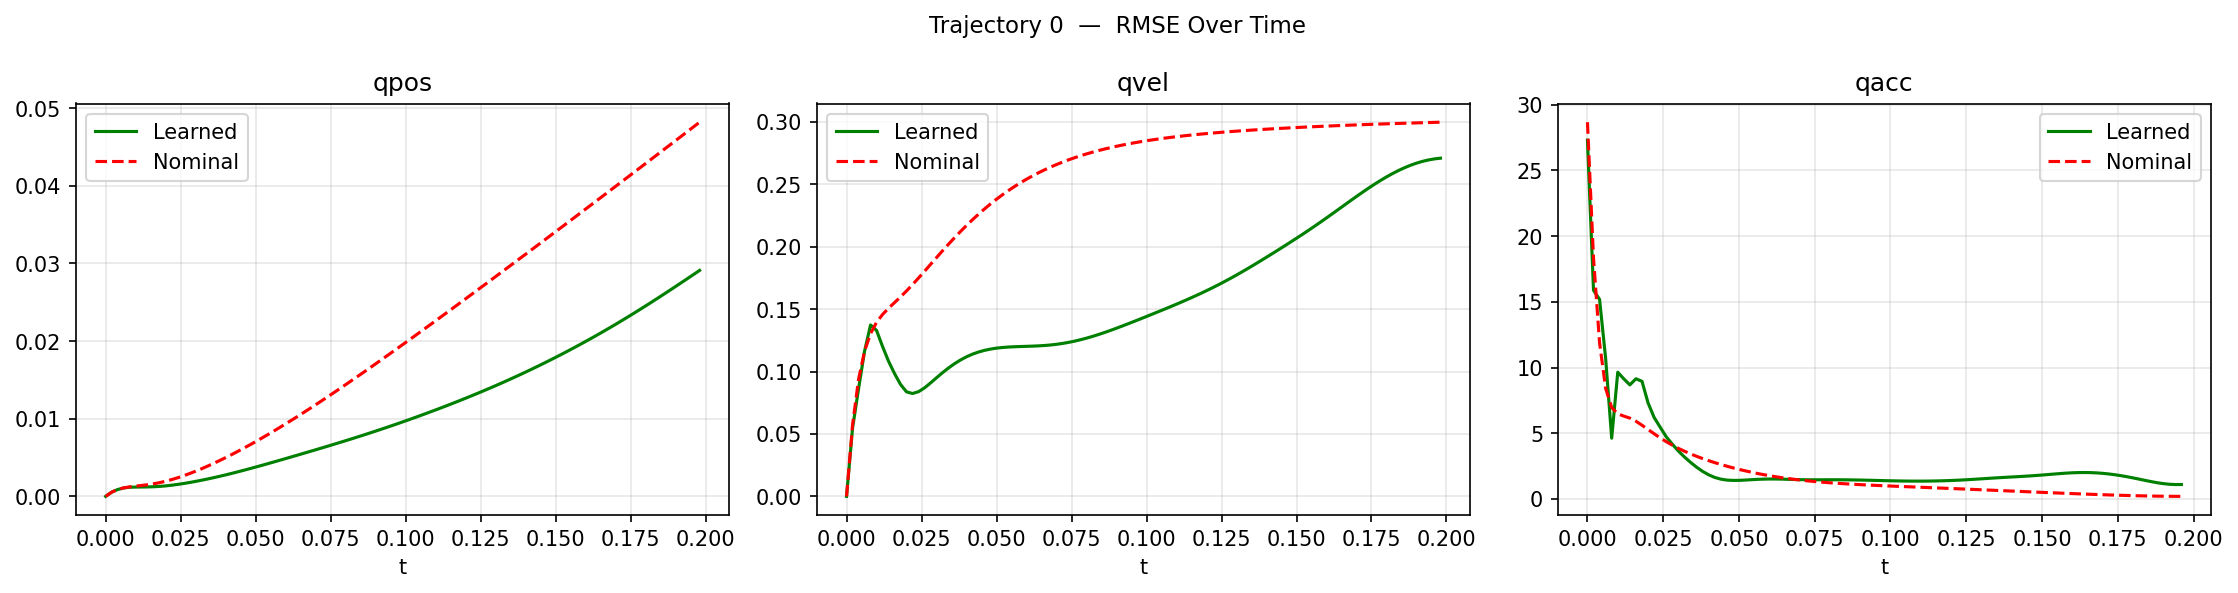 Trajectory 0 — RMSE Over Time
qpos
0.05
0.04
0.03
0.02
0.01
0.00
Learned
Nominal
0.000 0.025 0.050 0.075 0.100 0.125 0.150 0.175 0.200
t
qvel
0.30
0.25
0.20
0.15
0.10
0.05
0.00
Learned
Nominal
0.000 0.025 0.050 0.075 0.100 0.125 0.150 0.175 0.200
t
qacc
30
25
20
15
10
5
0
Learned
Nominal
0.000 0.025 0.050 0.075 0.100 0.125 0.150 0.175 0.200
t